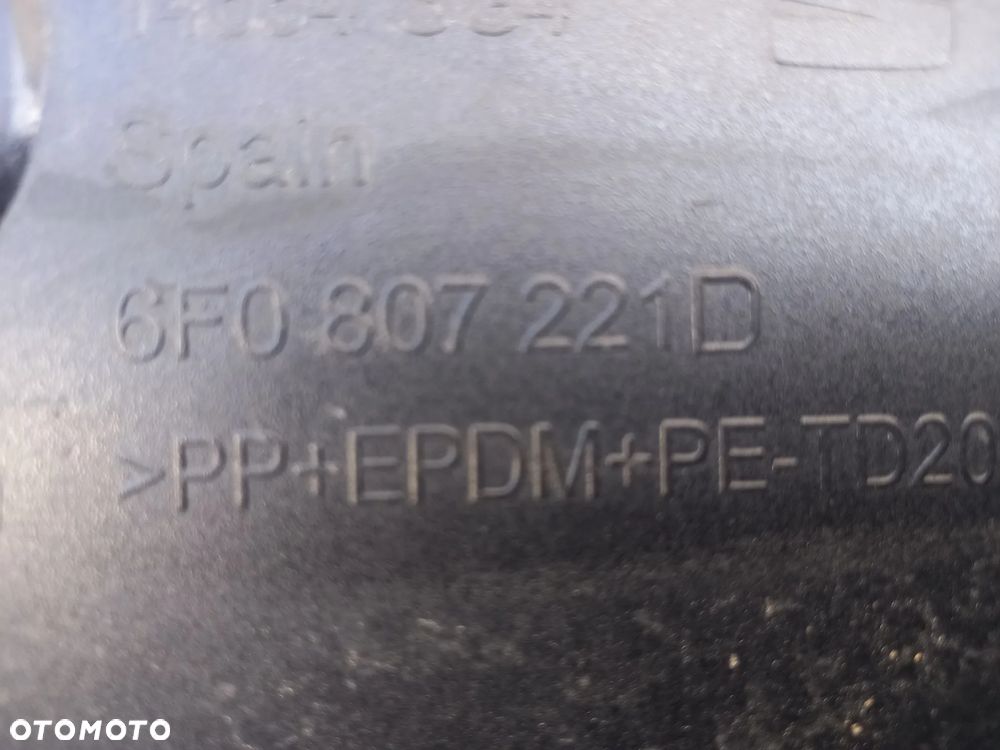 Spain
6F0 807 221D
>PP+EPDM+PE-TD20
OTOMOTO